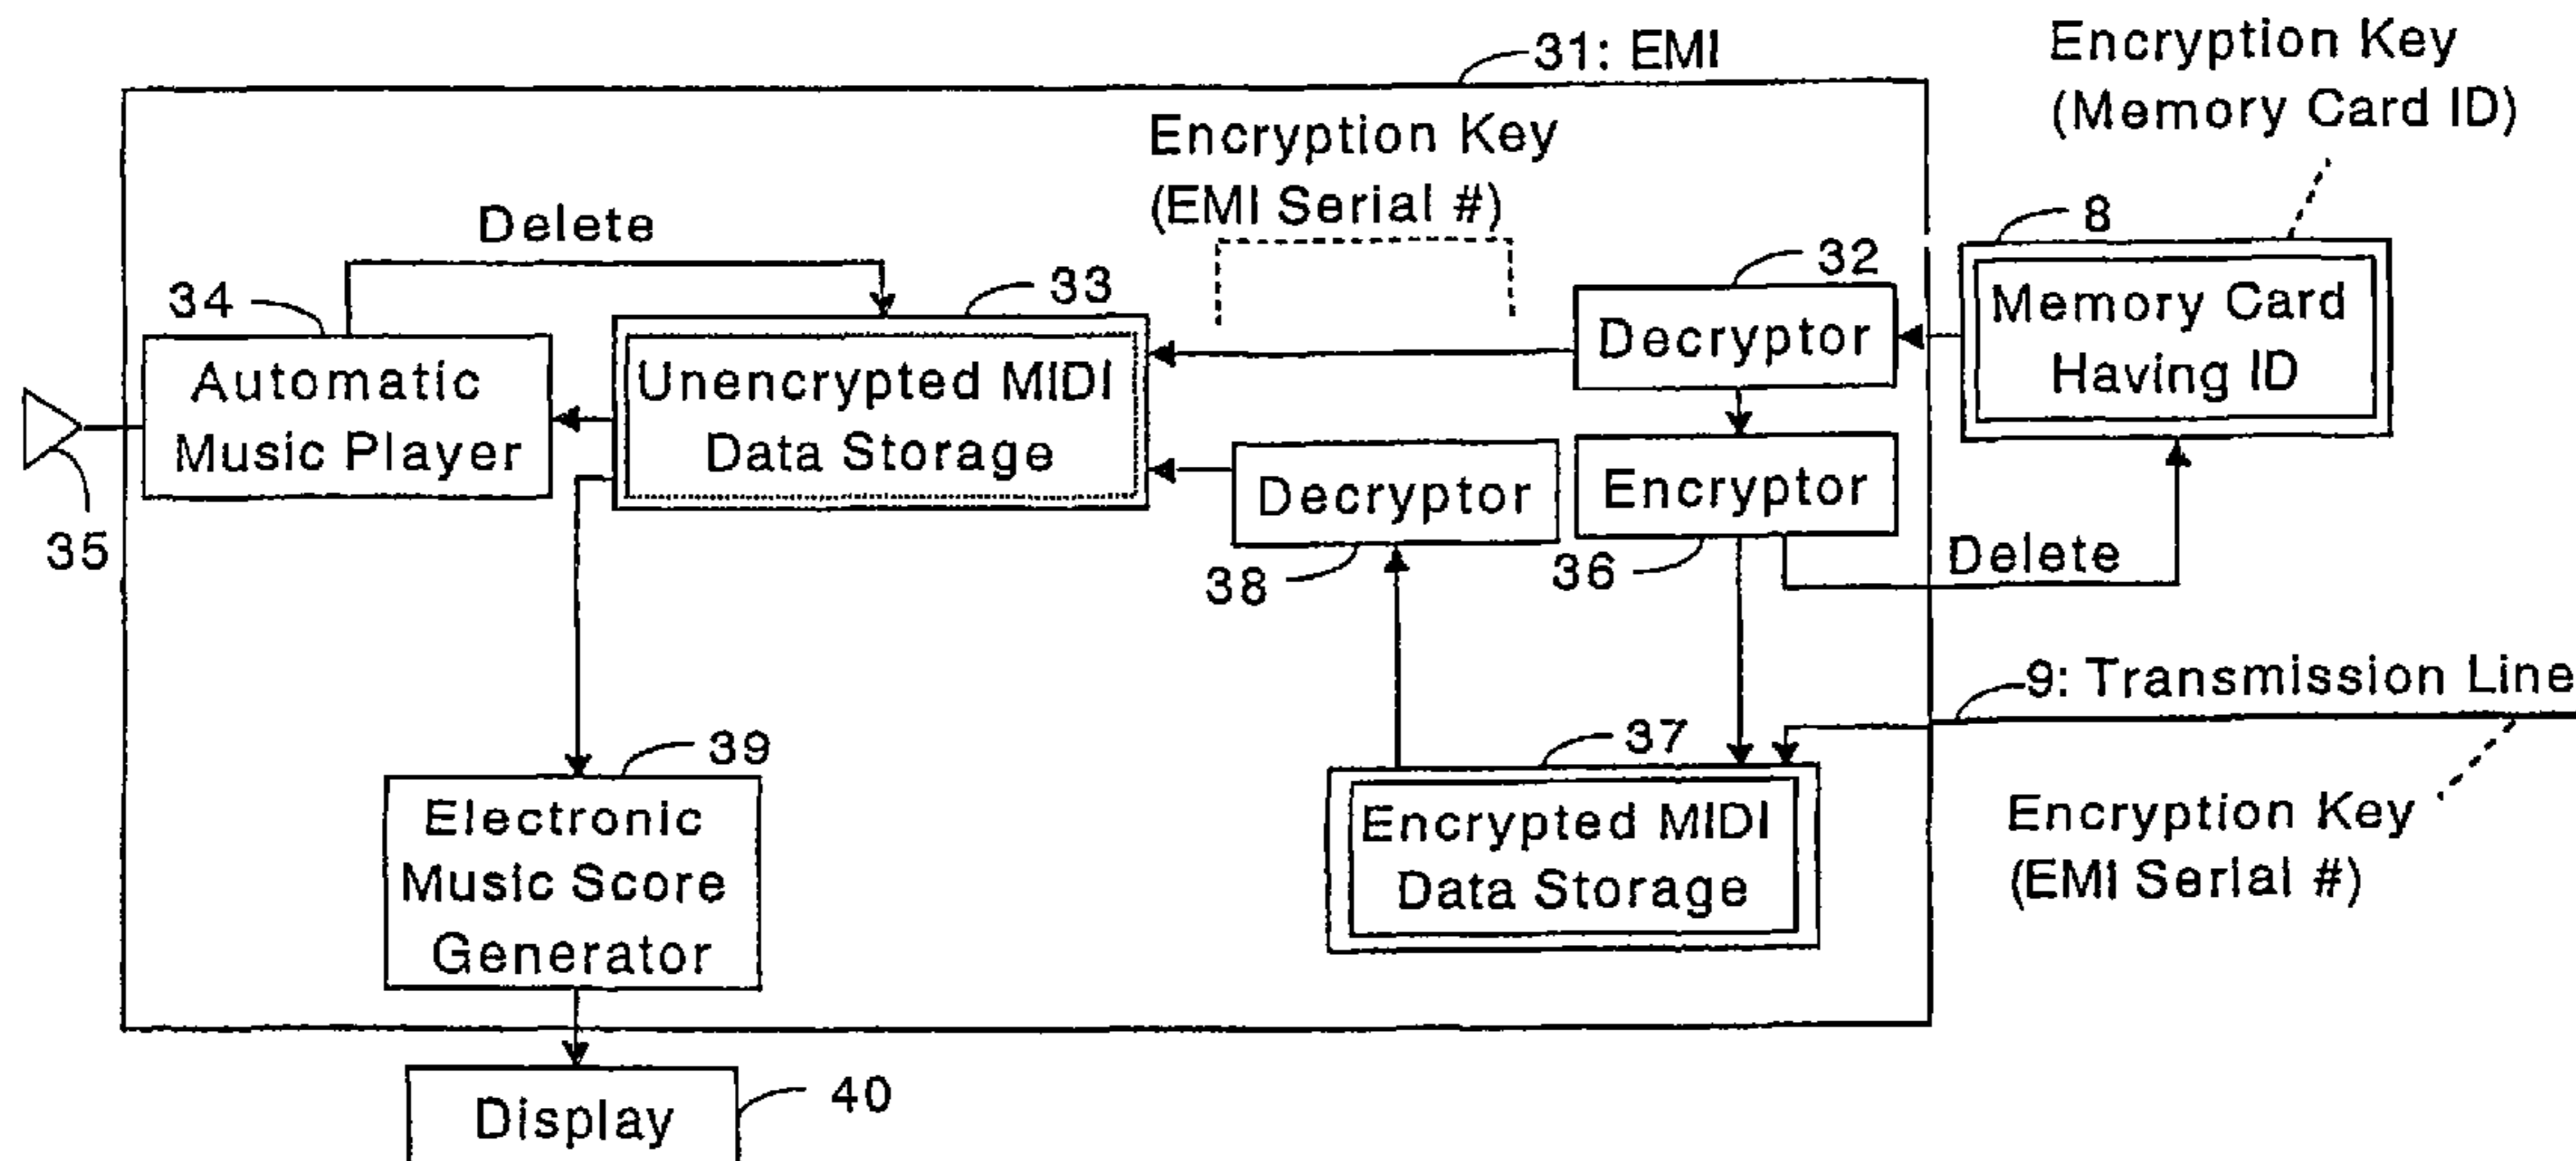 31: EMI
Encryption Key
(Memory Card ID)
Encryption Key
(EMI Serial #)
Delete
8
Memory Card
Having ID
32
Decryptor
33
Unencrypted MIDI
Data Storage
34
Automatic
Music Player
35
Decryptor
38
Encryptor
36
Delete
9: Transmission Line
Encryption Key
(EMI Serial #)
37
Encrypted MIDI
Data Storage
39
Electronic
Music Score
Generator
Display
40